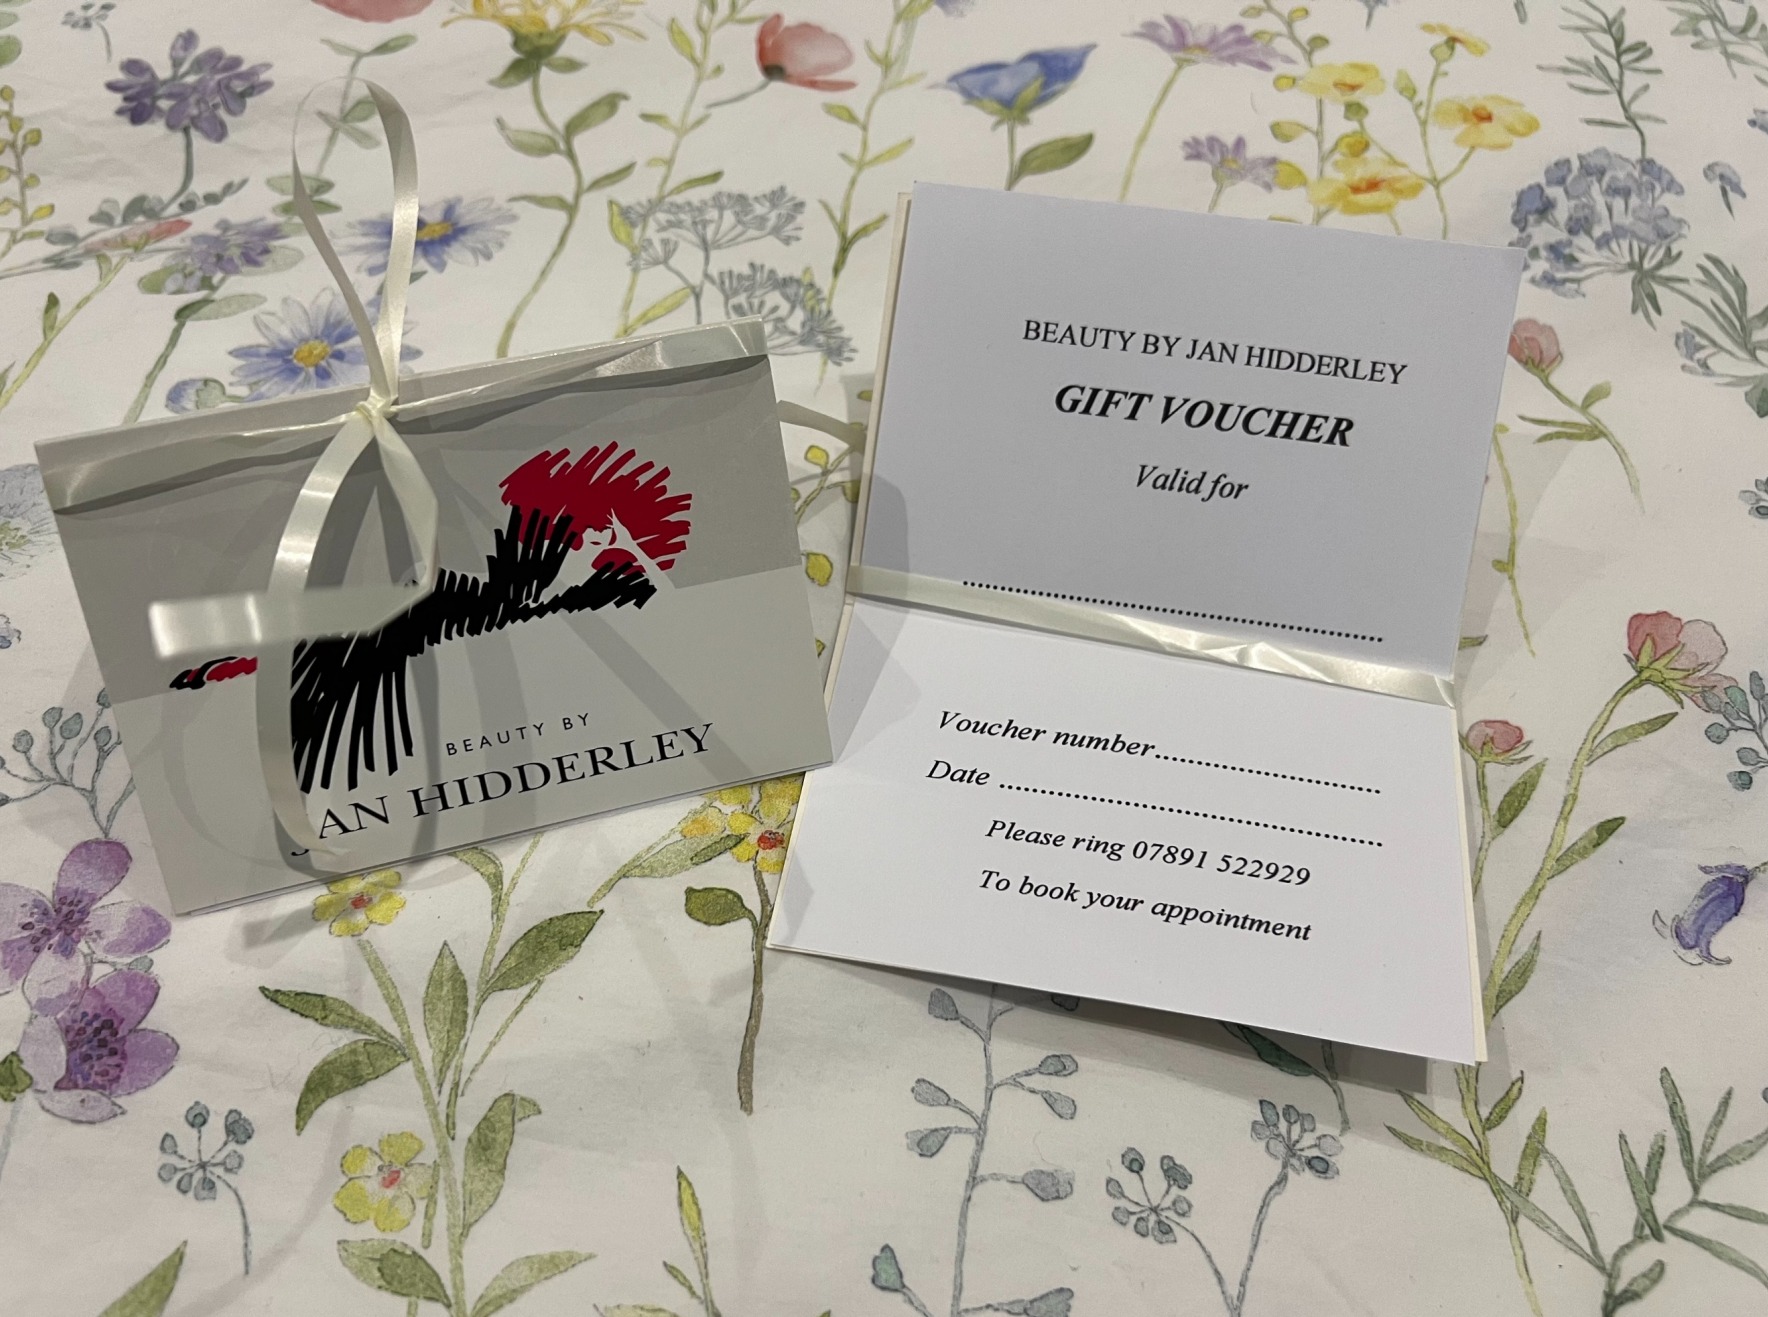 BEAUTY BY
JAN HIDDERLEY
BEAUTY BY JAN HIDDERLEY
GIFT VOUCHER
Valid for
........................................................
Voucher number............................
Date ...............................................
Please ring 07891 522929
To book your appointment